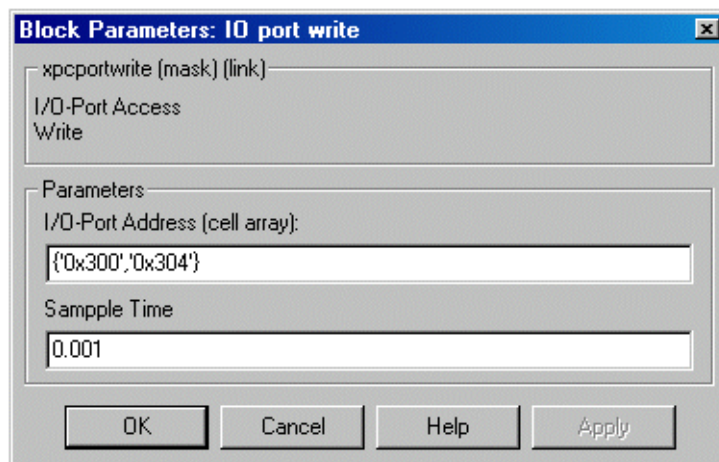 Block Parameters: IO port write
xpcportwrite (mask) (link)
I/O-Port Access
Write
Parameters
I/O-Port Address (cell array):
{'0x300','0x304'}
Sampple Time
0.001
OK Cancel Help Apply